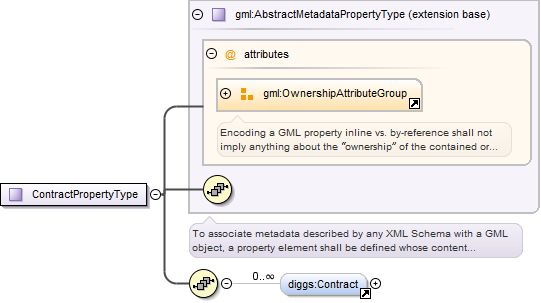 gml:AbstractMetadataPropertyType (extension base)
@ attributes
gml:OwnershipAttributeGroup
Encoding a GML property inline vs. by-reference shall not
imply anything about the "ownership" of the contained or...
ContractPropertyType
To associate metadata described by any XML Schema with a GML
object, a property element shall be defined whose content...
0..∞
diggs:Contract